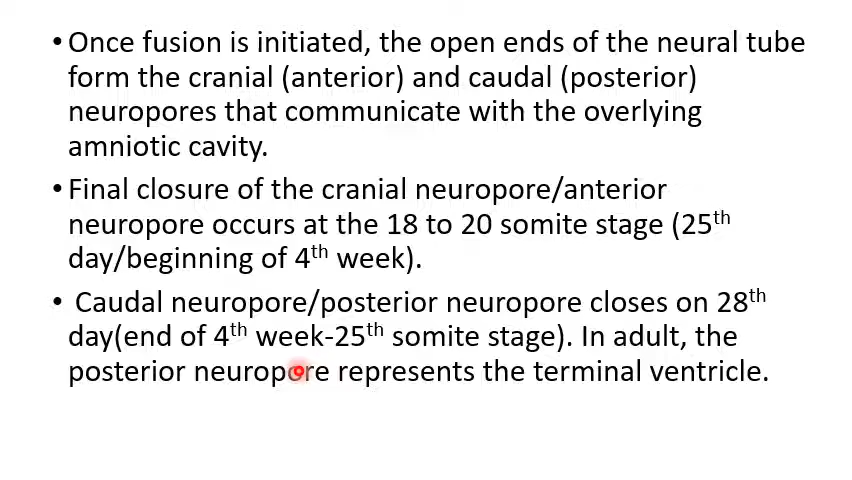 • Once fusion is initiated, the open ends of the neural tube
form the cranial (anterior) and caudal (posterior)
neuropores that communicate with the overlying
amniotic cavity.
• Final closure of the cranial neuropore/anterior
neuropore occurs at the 18 to 20 somite stage (25th
day/beginning of 4th week).
• Caudal neuropore/posterior neuropore closes on 28th
day(end of 4th week-25th somite stage). In adult, the
posterior neuropore represents the terminal ventricle.